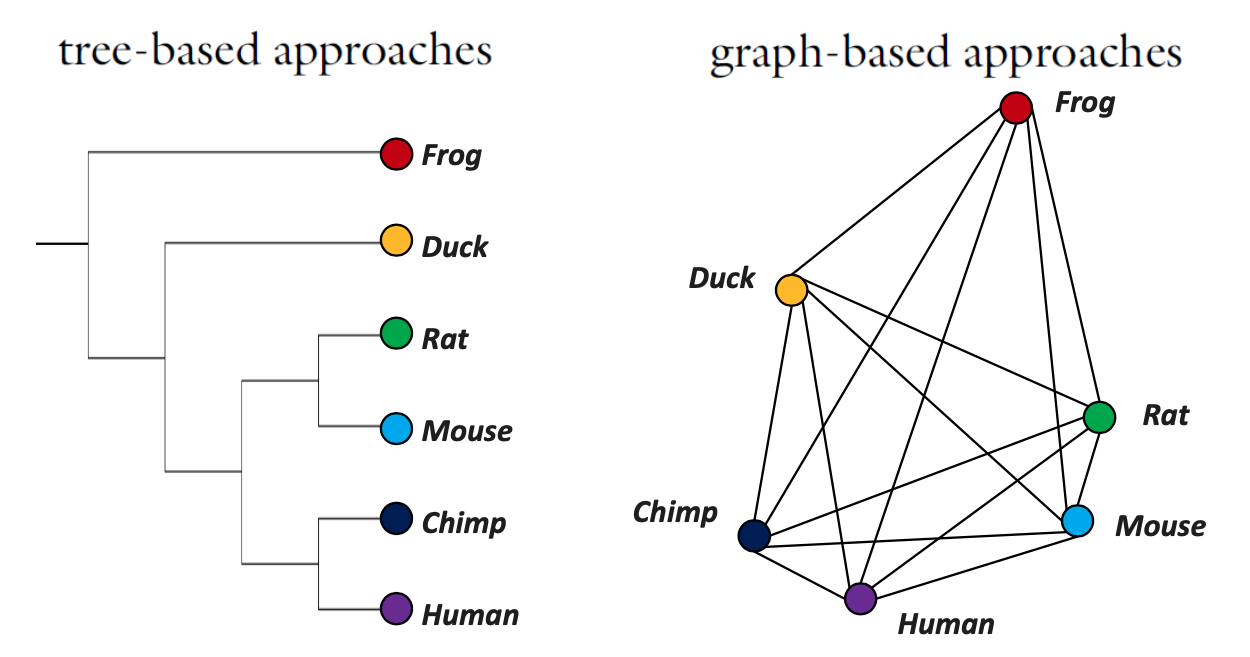 tree-based approaches
Frog
Duck
Rat
Mouse
Chimp
Human
graph-based approaches
Frog
Duck
Rat
Chimp
Mouse
Human